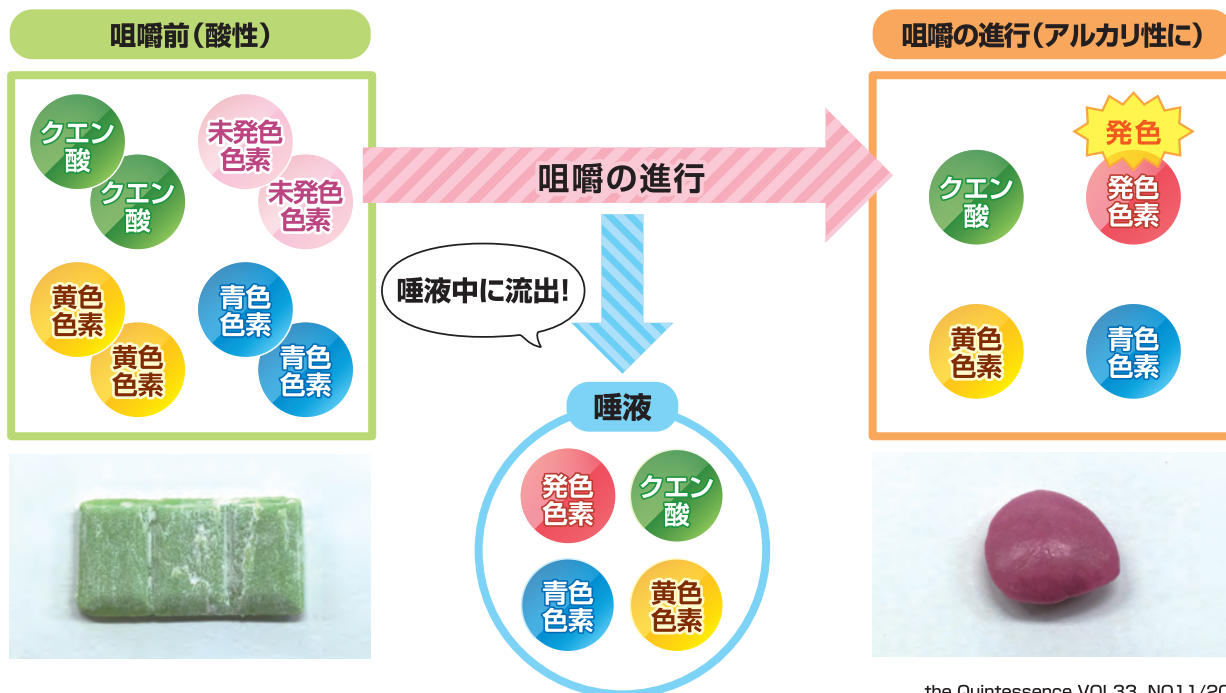 咀嚼前(酸性)
咀嚼の進行(アルカリ性に)
クエン
酸
クエン
酸
未発色
色素
未発色
色素
黄色
色素
黄色
色素
青色
色素
青色
色素
咀嚼の進行
唾液中に流出!
唾液
発色
色素
クエン
酸
青色
色素
黄色
色素
クエン
酸
発色
発色
色素
黄色
色素
青色
色素
the Quintessence VOL33. NO11/20